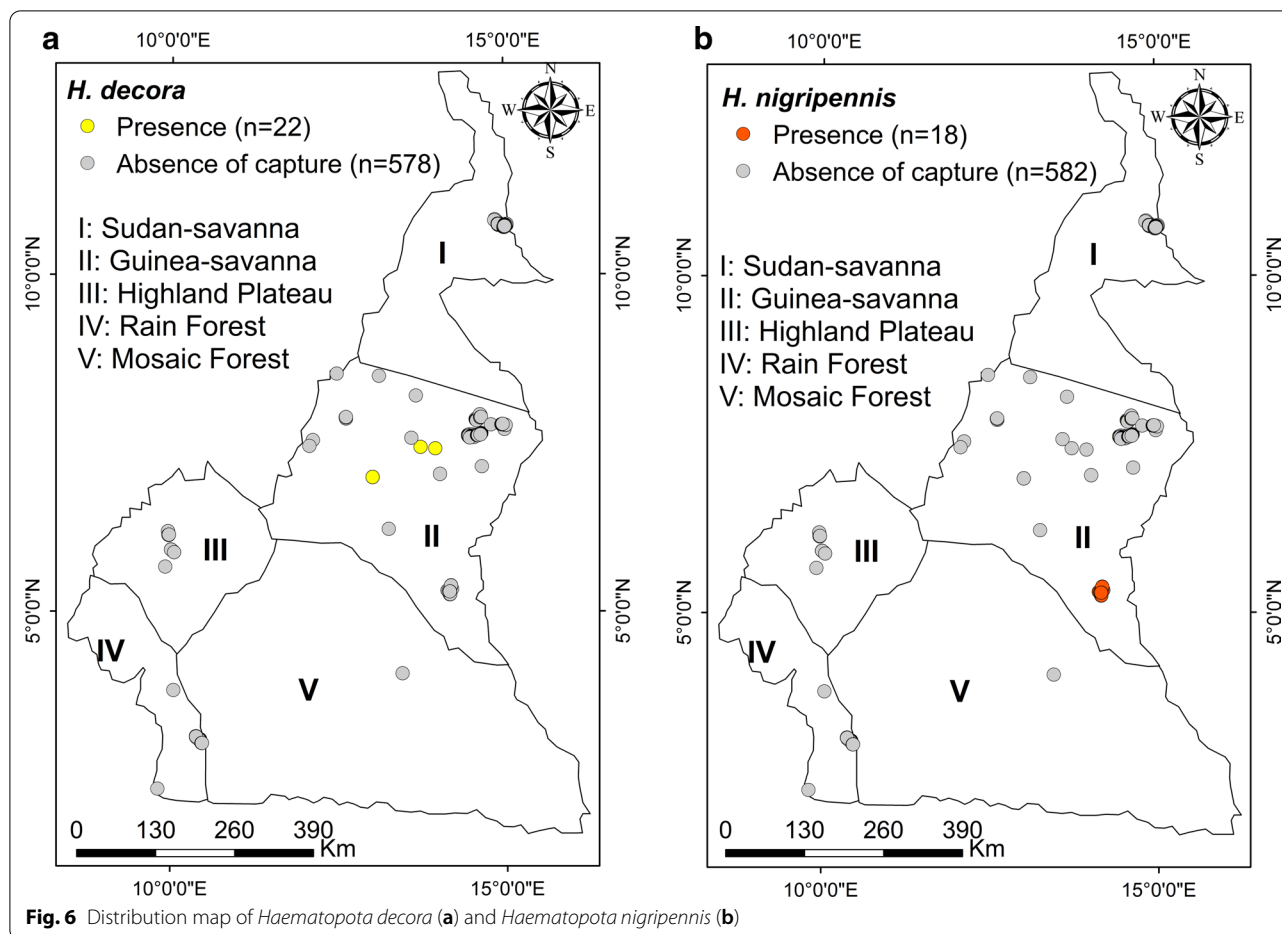 a
10°0'0"E 15°0'0"E
H. decora
Presence (n=22)
Absence of capture (n=578)
N
W E
S
I: Sudan-savanna
II: Guinea-savanna
III: Highland Plateau
IV: Rain Forest
V: Mosaic Forest
10°0'0"N
10°0'0"N
5°0'0"N
5°0'0"N
I
II
III
IV
V
0 130 260 390
Km
10°0'0"E 15°0'0"E
b
10°0'0"E 15°0'0"E
H. nigripennis
Presence (n=18)
Absence of capture (n=582)
N
W E
S
I: Sudan-savanna
II: Guinea-savanna
III: Highland Plateau
IV: Rain Forest
V: Mosaic Forest
10°0'0"N
5°0'0"N
I
II
III
IV
V
0 130 260 390
Km
10°0'0"E 15°0'0"E
Fig. 6 Distribution map of Haematopota decora (a) and Haematopota nigripennis (b)